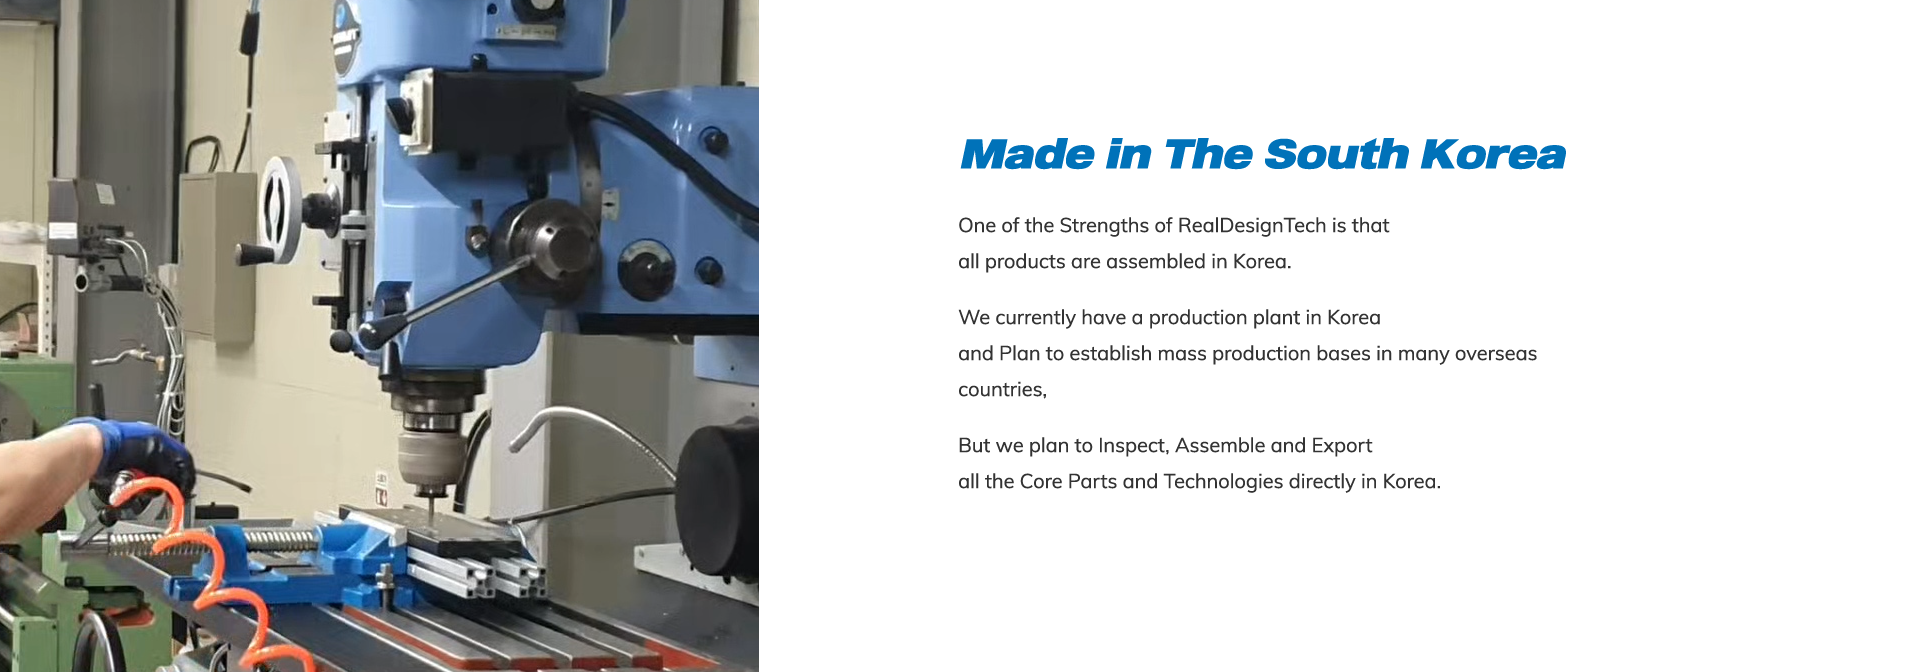 Made in The South Korea
One of the Strengths of RealDesignTech is that
all products are assembled in Korea.
We currently have a production plant in Korea
and Plan to establish mass production bases in many overseas
countries,
But we plan to Inspect, Assemble and Export
all the Core Parts and Technologies directly in Korea.